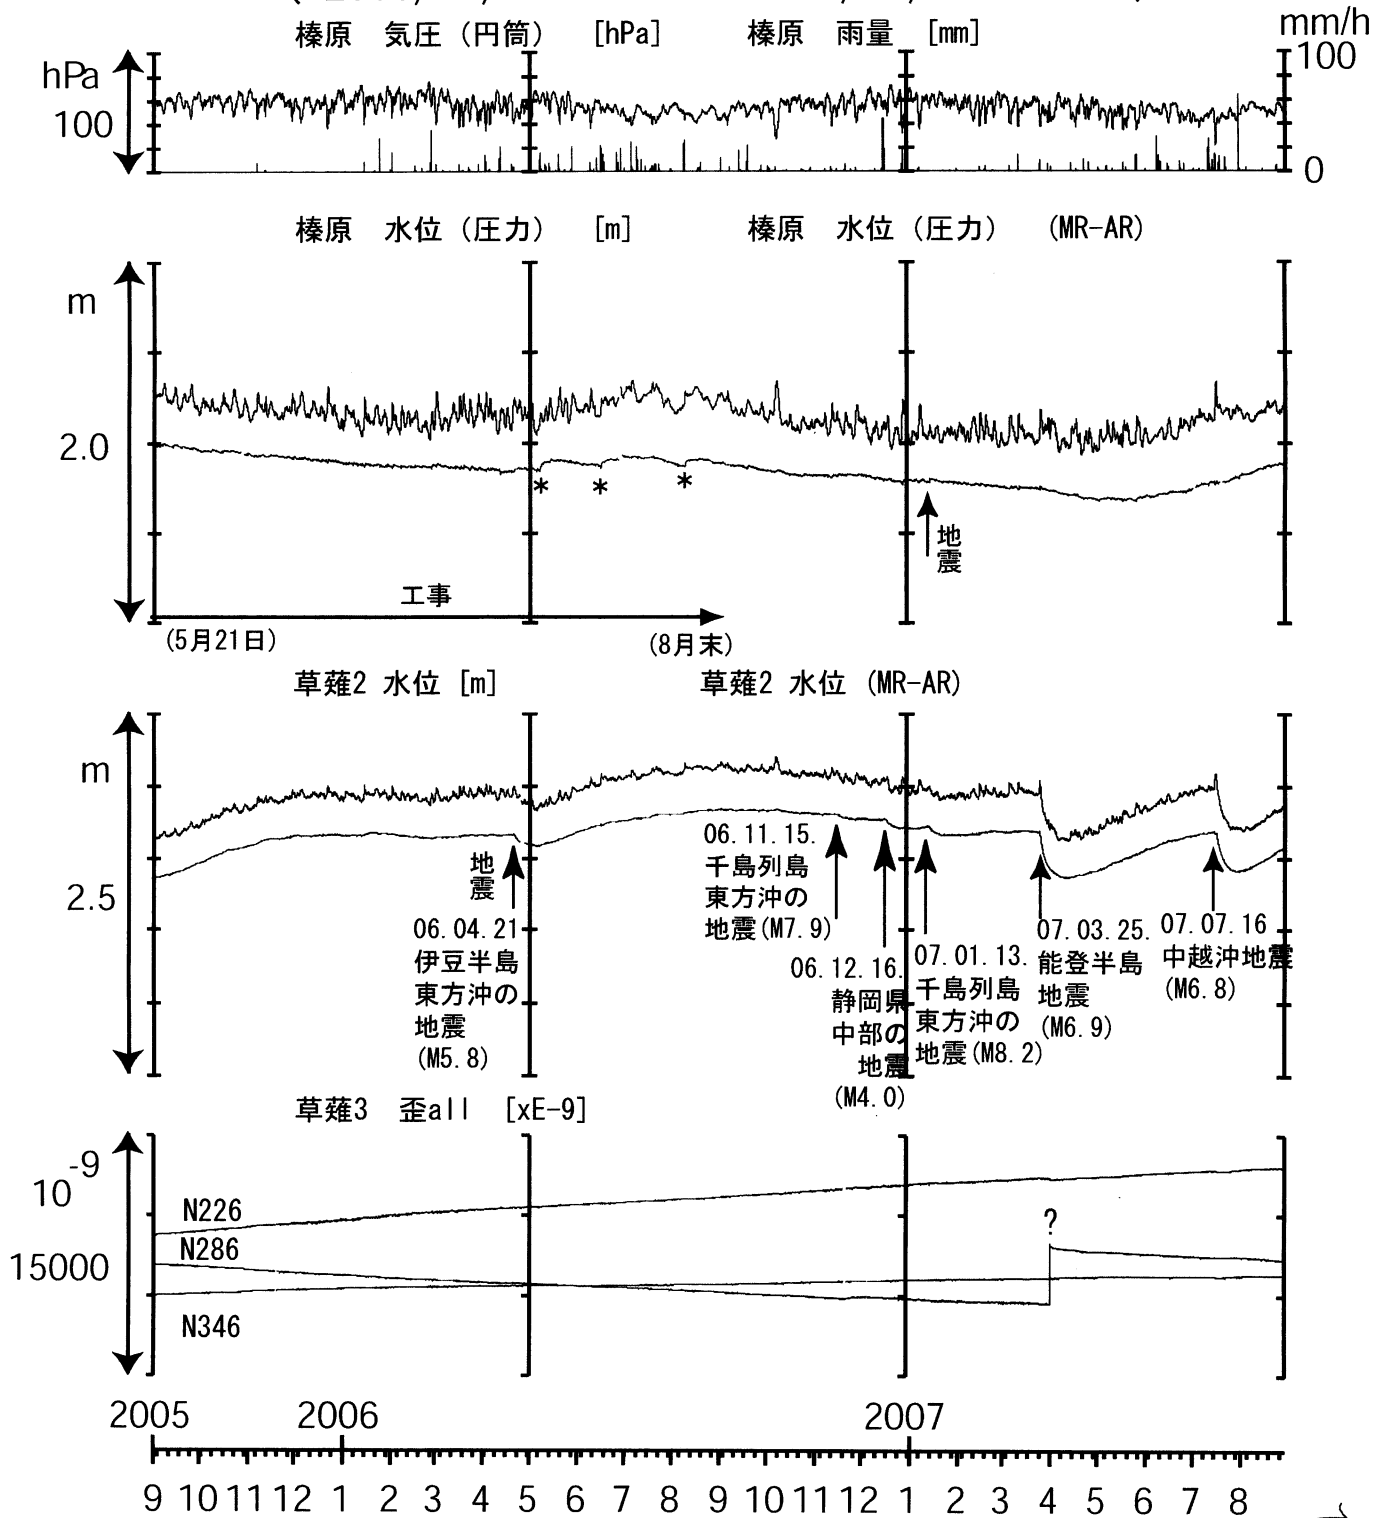 榛原　気圧（円筒）　[hPa]　榛原　雨量　[mm]
mm/h
hPa
100
100
0
榛原　水位（圧力）　[m]　榛原　水位（圧力）　(MR-AR)
m
2.0
* * *
地震
工事
(5月21日)
(8月末)
草薙2 水位 [m]　草薙2 水位 (MR-AR)
m
2.5
地震
06.04.21
伊豆半島
東方沖の
地震
(M5.8)
06.11.15.
千島列島
東方沖の
地震(M7.9)
06.12.16.
静岡県
中部の
地震
(M4.0)
07.01.13.
千島列島
東方沖の
地震(M8.2)
07.03.25.
能登半島
地震
(M6.9)
07.07.16
中越沖地震
(M6.8)
草薙3　歪all　[xE-9]
10-9
15000
N226
N286
N346
?
2005 2006 2007
9 10 11 12 1 2 3 4 5 6 7 8 9 10 11 12 1 2 3 4 5 6 7 8